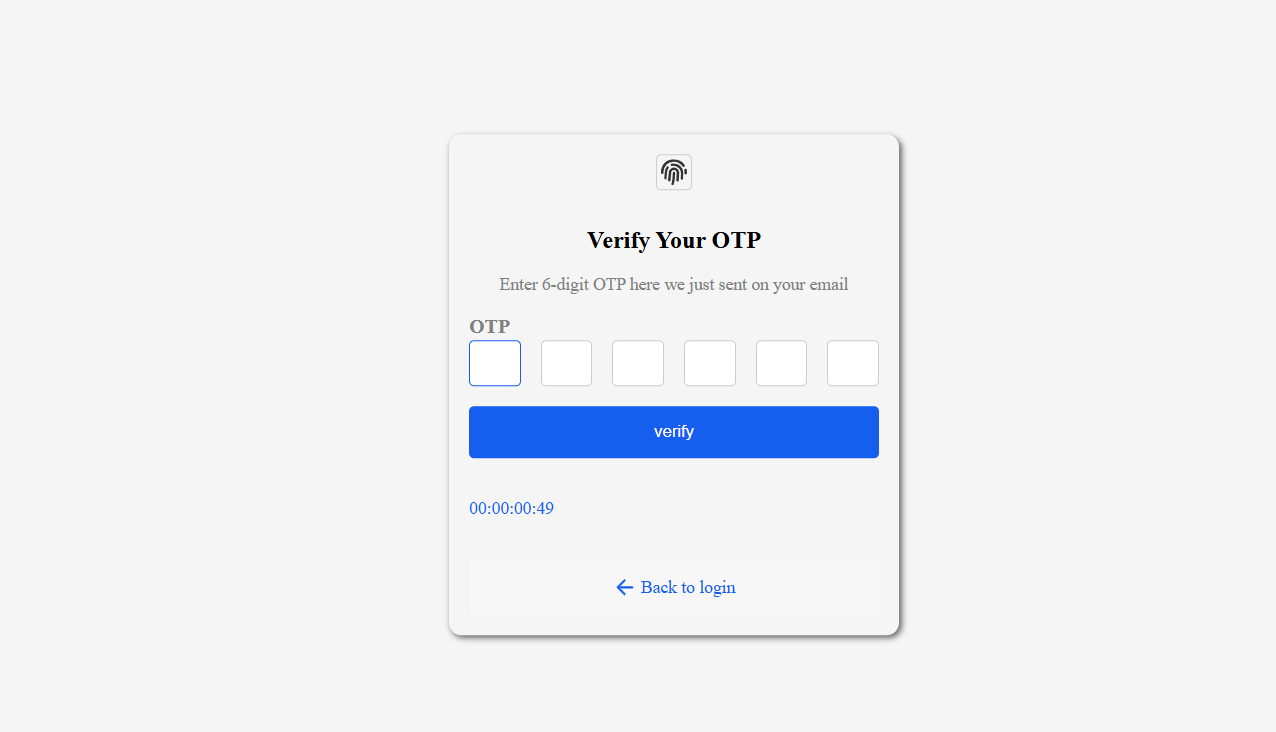 Verify Your OTP
Enter 6-digit OTP here we just sent on your email
OTP
verify
00:00:00:49
Back to login